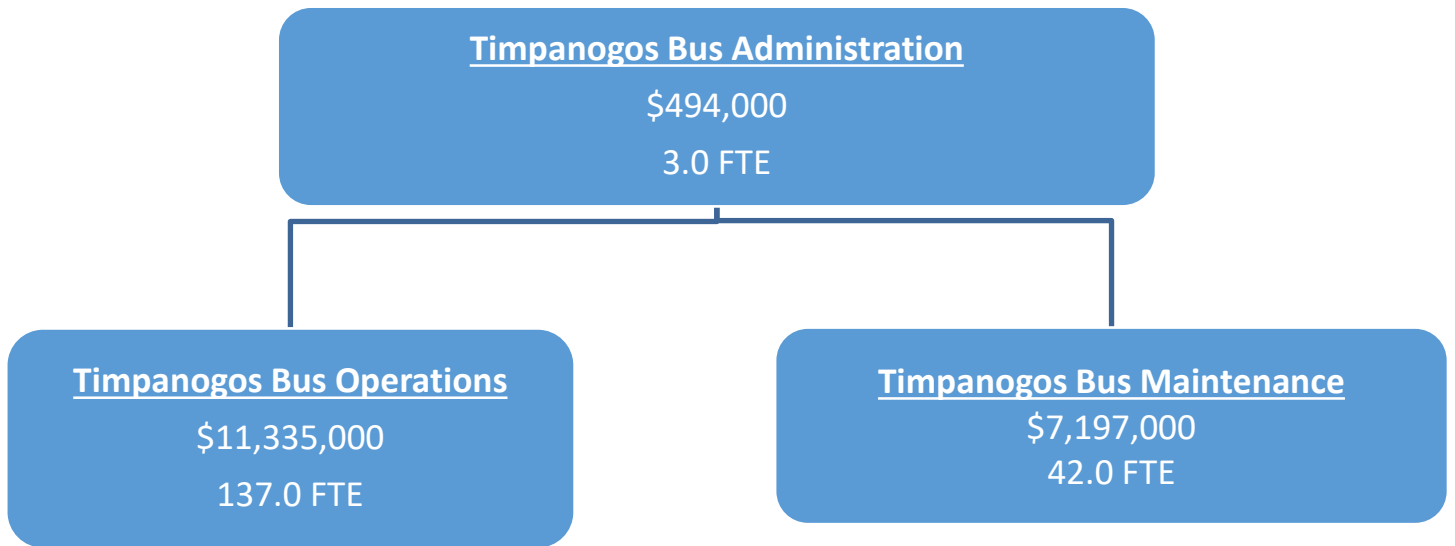 Timpanogos Bus Administration
$494,000
3.0 FTE
Timpanogos Bus Operations
$11,335,000
137.0 FTE
Timpanogos Bus Maintenance
$7,197,000
42.0 FTE